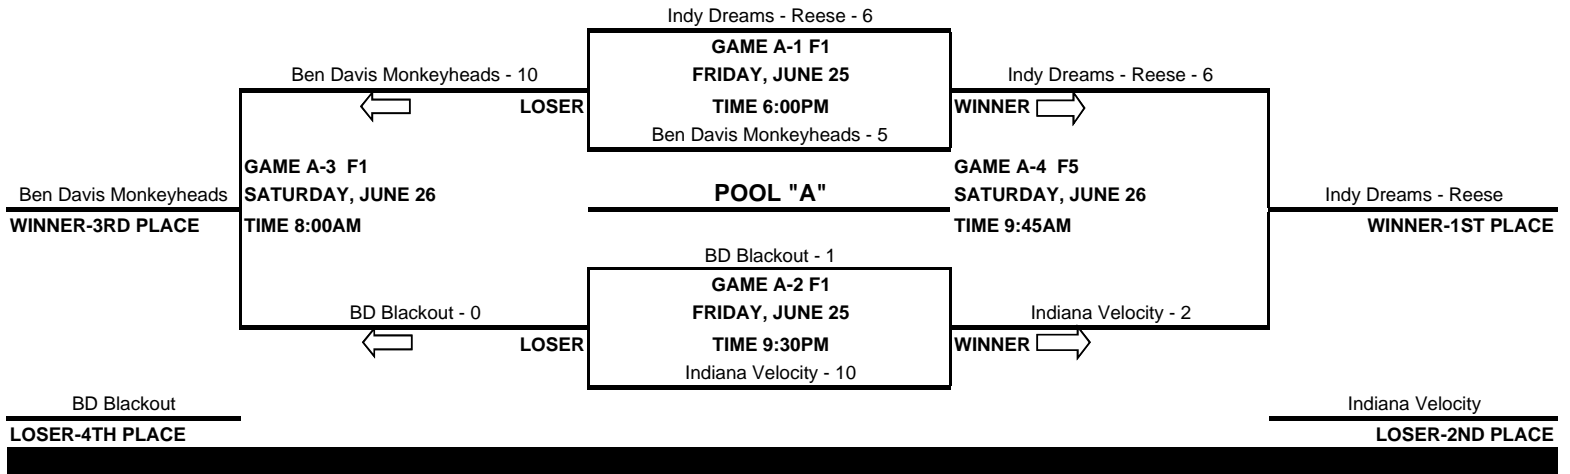 Indy Dreams - Reese - 6
GAME A-1 F1
Ben Davis Monkeyheads - 10
FRIDAY, JUNE 25
Indy Dreams - Reese - 6
LOSER
TIME 6:00PM
WINNER
Ben Davis Monkeyheads - 5
GAME A-3 F1
GAME A-4 F5
Ben Davis Monkeyheads
SATURDAY, JUNE 26
POOL "A"
SATURDAY, JUNE 26
Indy Dreams - Reese
WINNER-3RD PLACE
TIME 8:00AM
TIME 9:45AM
WINNER-1ST PLACE
BD Blackout - 1
GAME A-2 F1
BD Blackout - 0
FRIDAY, JUNE 25
Indiana Velocity - 2
LOSER
TIME 9:30PM
WINNER
Indiana Velocity - 10
BD Blackout
Indiana Velocity
LOSER-4TH PLACE
LOSER-2ND PLACE